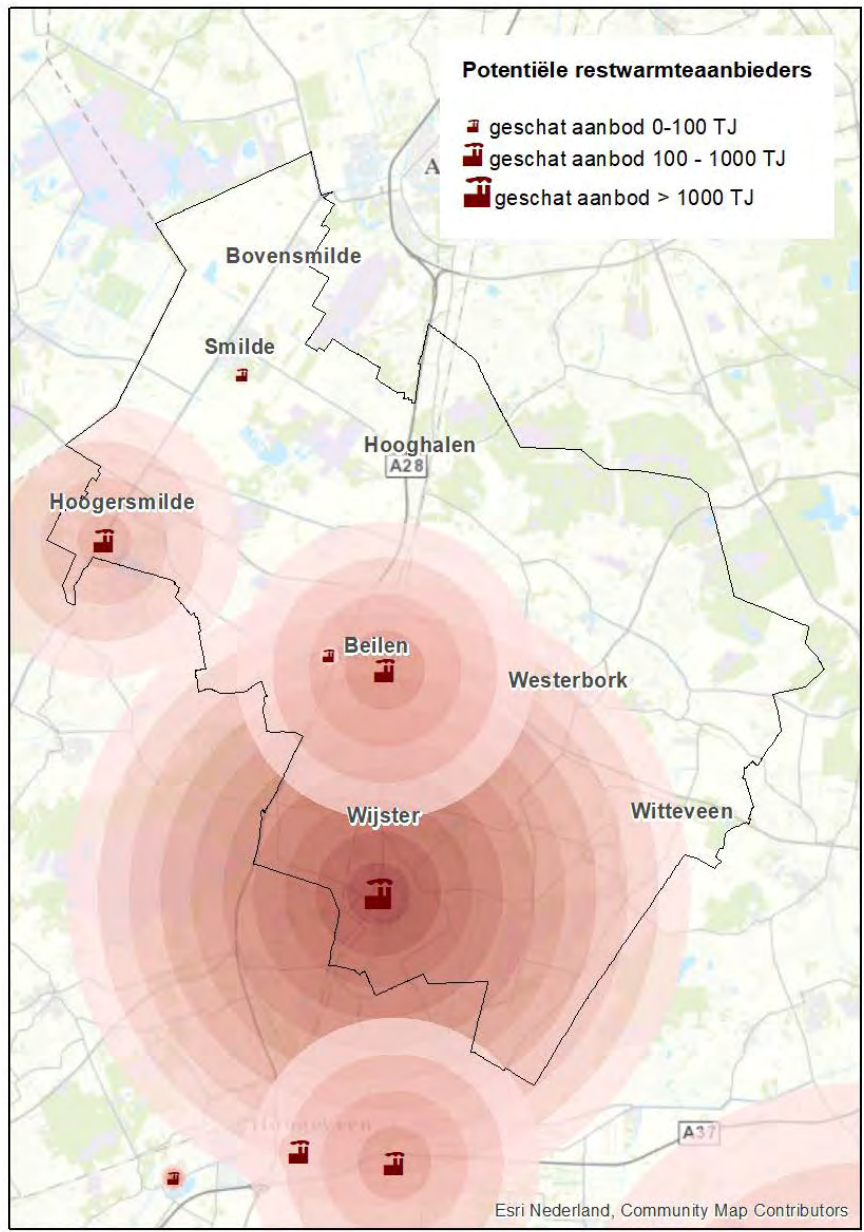 Potentiële restwarmteaanbieders
geschat aanbod 0-100 TJ
geschat aanbod 100 - 1000 TJ
geschat aanbod > 1000 TJ
A
Bovensmilde
Smilde
Hooghalen
A28
Hoogersmilde
Beilen
Westerbork
Wijster
Witteveen
Hoogeveen
A37
Esri Nederland, Community Map Contributors